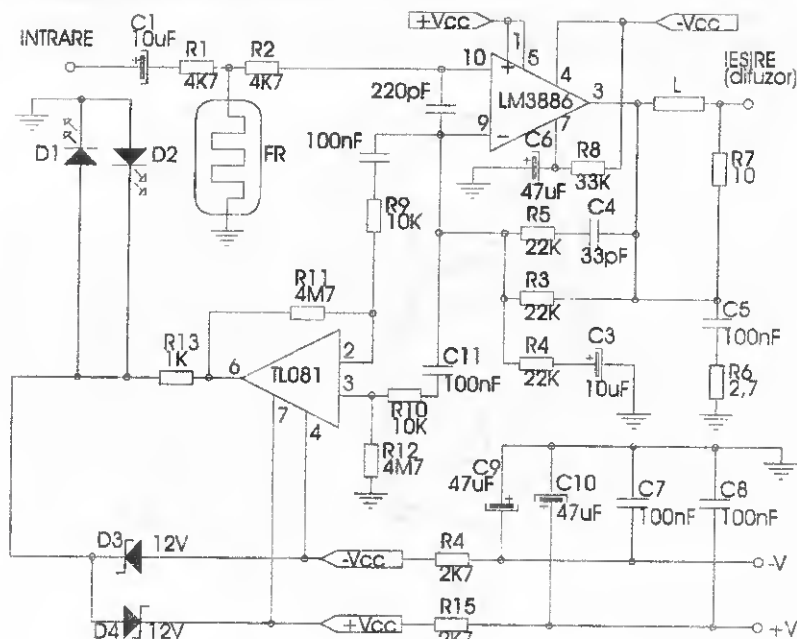 INTRARE
C1
10uF
R1
4K7
R2
4K7
+Vcc
-Vcc
1
5
10
4
LM3886
3
9
7
IESIRE
(difuzor)
L
220pF
100nF
C6
47uF
R8
33K
R7
10
D1
D2
FR
R9
10K
R5
22K
C4
33pF
R3
22K
R11
4M7
R13
1K
6
TL081
2
3
7
4
C11
100nF
R10
10K
R4
22K
C3
10uF
C5
100nF
R6
2,7
R12
4M7
C9
47uF
C10
47uF
C7
100nF
C8
100nF
D3
12V
-Vcc
R4
2K7
-V
D4
12V
+Vcc
R15
2K7
+V